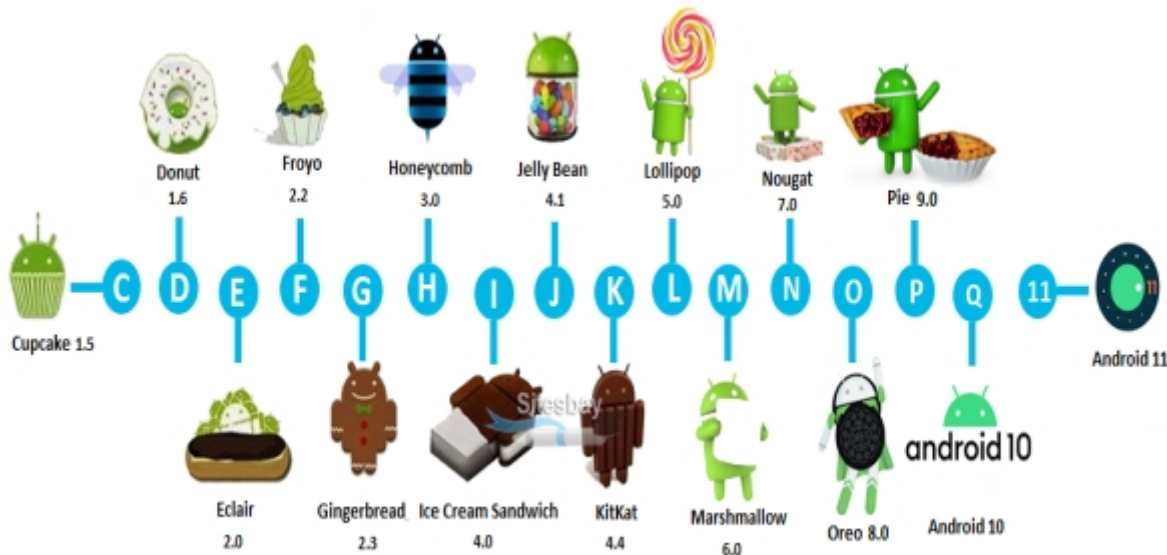 Donut
1.6
Froyo
2.2
Honeycomb
3.0
Jelly Bean
4.1
Lollipop
5.0
Nougat
7.0
Pie 9.0
C
D
E
F
G
H
I
J
K
L
M
N
O
P
Q
11
11
Cupcake 1.5
Android 11
Sitesbay
android 10
Eclair
2.0
Gingerbread
2.3
Ice Cream Sandwich
4.0
KitKat
4.4
Marshmallow
6.0
Oreo 8.0
Android 10